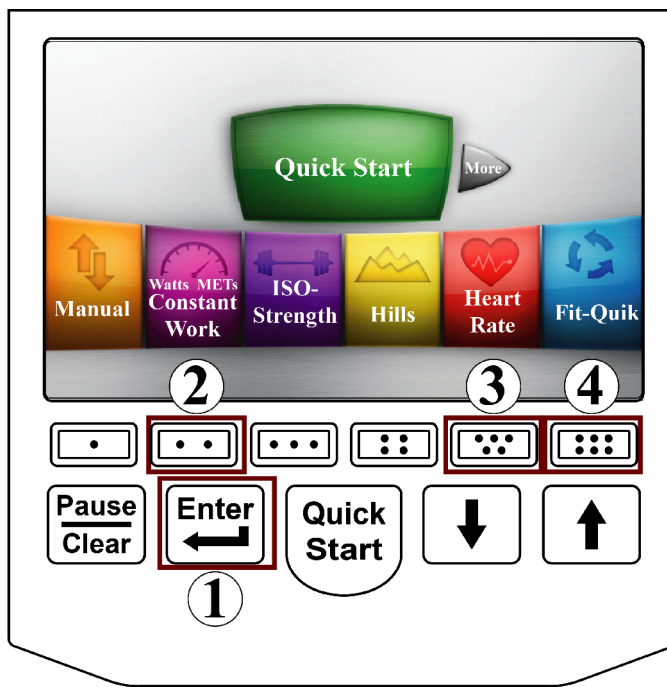 Quick Start
More
Manual
Watts METs
Constant
Work
ISO-
Strength
Hills
Heart
Rate
Fit-Quik
2
3
4
Pause
Clear
Enter
Quick
Start
1